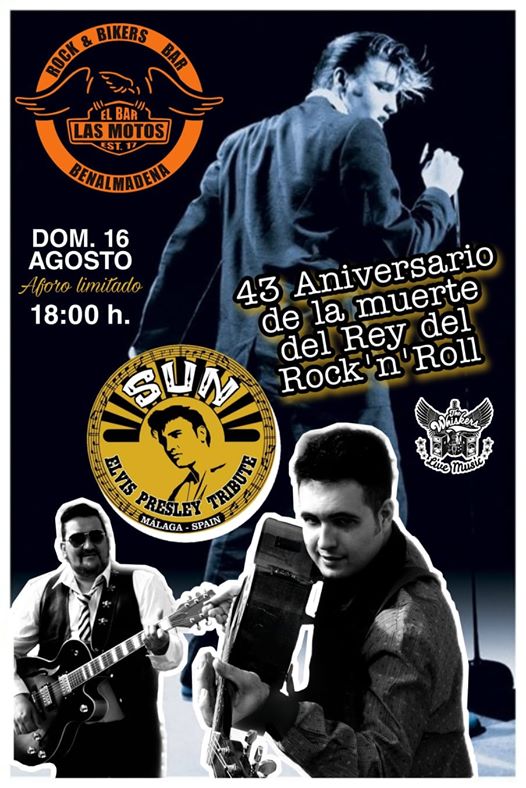 ROCK & BIKERS BAR
EL BAR
LAS MOTOS
EST. 17
BENALMADENA
DOM. 16
AGOSTO
Aforo limitado
18:00 h.
43 Aniversario
de la muerte
del Rey del
Rock'n'Roll
SUN
ELVIS PRESLEY TRIBUTE
MÁLAGA - SPAIN
The
Whiskers
Live Music